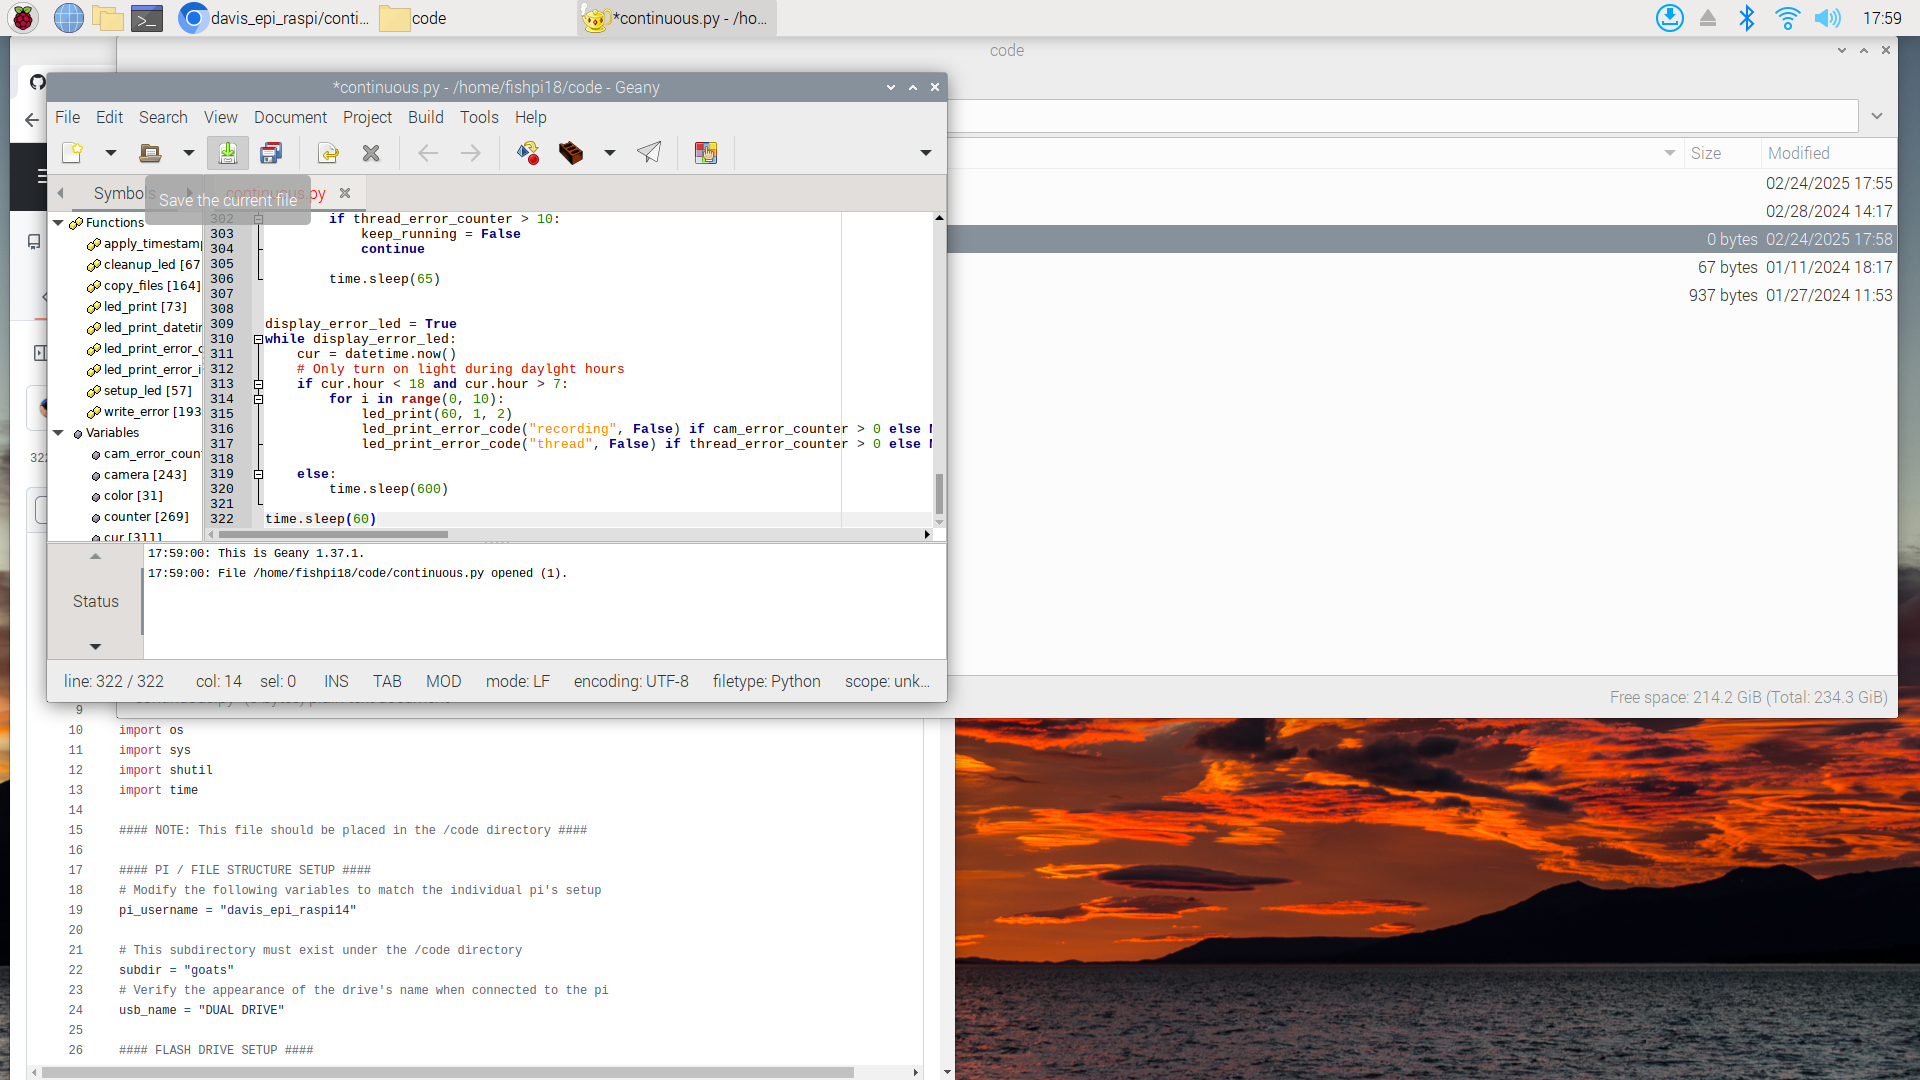 davis_epi_raspi/conti...
code
*continuous.py - /ho...
17:59
code
*continuous.py - /home/fishpi18/code - Geany
File Edit Search View Document Project Build Tools Help
Symbols
continuous.py
Save the current file
Size
Modified
02/24/2025 17:55
02/28/2024 14:17
0 bytes 02/24/2025 17:58
67 bytes 01/11/2024 18:17
937 bytes 01/27/2024 11:53
Functions
apply_timestamp
cleanup_led [67
copy_files [164]
led_print [73]
led_print_datetin
led_print_error_c
led_print_error_i
setup_led [57]
write_error [193
Variables
cam_error_coun
camera [243]
color [31]
counter [269]
cur [311]
302 if thread_error_counter > 10:
303 keep_running = False
304 continue
305
306 time.sleep(65)
307
308
309 display_error_led = True
310 while display_error_led:
311 cur = datetime.now()
312 # Only turn on light during daylght hours
313 if cur.hour < 18 and cur.hour > 7:
314 for i in range(0, 10):
315 led_print(60, 1, 2)
316 led_print_error_code("recording", False) if cam_error_counter > 0 else N
317 led_print_error_code("thread", False) if thread_error_counter > 0 else N
318
319 else:
320 time.sleep(600)
321
322 time.sleep(60)
322
Status
17:59:00: This is Geany 1.37.1.
17:59:00: File /home/fishpi18/code/continuous.py opened (1).
line: 322 / 322 col: 14 sel: 0 INS TAB MOD mode: LF encoding: UTF-8 filetype: Python scope: unk...
Free space: 214.2 GiB (Total: 234.3 GiB)
9
10 import os
11 import sys
12 import shutil
13 import time
14
15 #### NOTE: This file should be placed in the /code directory ####
16
17 #### PI / FILE STRUCTURE SETUP ####
18 # Modify the following variables to match the individual pi's setup
19 pi_username = "davis_epi_raspi14"
20
21 # This subdirectory must exist under the /code directory
22 subdir = "goats"
23 # Verify the appearance of the drive's name when connected to the pi
24 usb_name = "DUAL DRIVE"
25
26 #### FLASH DRIVE SETUP ####